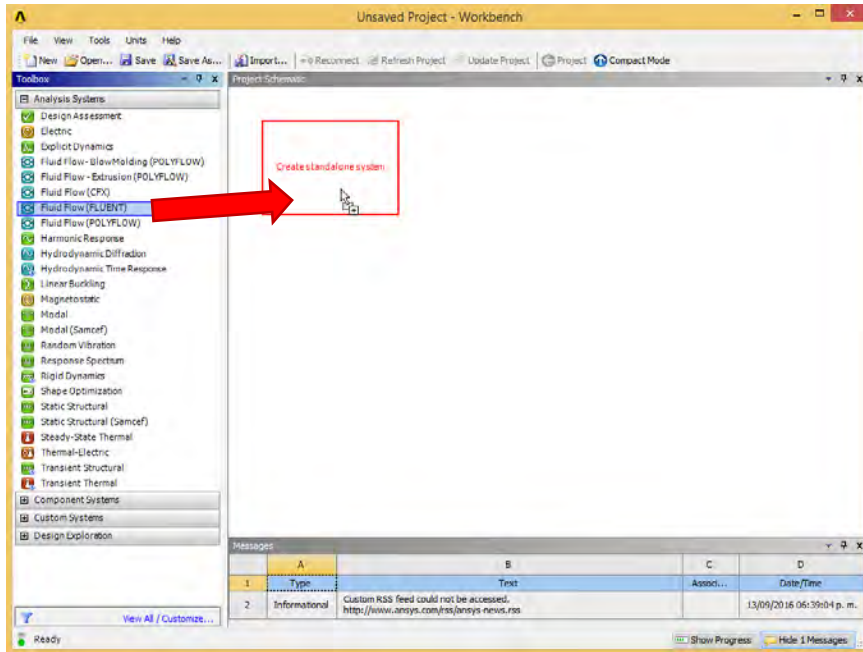 Unsaved Project - Workbench
File View Tools Units Help
New Open... Save Save As... Import... Reconnect Refresh Project Update Project Project Compact Mode
Toolbox
Project Schematic
Analysis Systems
Design Assessment
Electric
Explicit Dynamics
Fluid Flow- BlowMolding (POLYFLOW)
Fluid Flow - Extrusion (POLYFLOW)
Fluid Flow (CFX)
Fluid Flow (FLUENT)
Fluid Flow (POLYFLOW)
Harmonic Response
Hydrodynamic Diffraction
Hydrodynamic Time Response
Linear Buckling
Magnetostatic
Modal
Modal (Samcef)
Random Vibration
Response Spectrum
Rigid Dynamics
Shape Optimization
Static Structural
Static Structural (Samcef)
Steady-State Thermal
Thermal-Electric
Transient Structural
Transient Thermal
Component Systems
Custom Systems
Design Exploration
View All / Customize...
Create standalone system
Messages
A B C D
1 Type Text Associ... Date/Time
2 Informational Custom RSS feed could not be accessed. 13/09/2016 06:39:04 p. m.
http://www.ansys.com/rss/ansys-news.rss
Ready Show Progress Hide 1 Messages